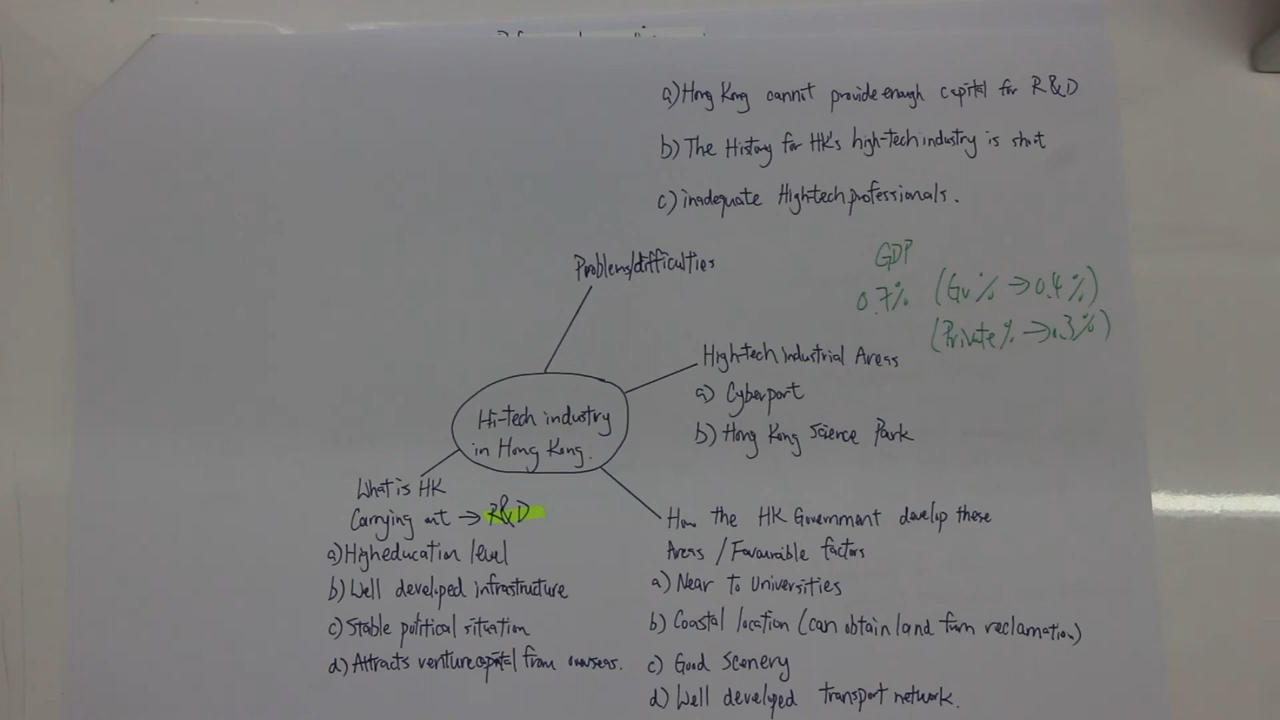 a) Hong Kong cannot provide enough capital for R&D
b) The History for HK's high-tech industry is short
c) inadequate High-tech professionals.
Problems/difficulties
GDP
0.7% (Gv % → 0.4 %)
(Private % → 0.3%)
High-tech Industrial Areas
a) Cyberport
b) Hong Kong Science Park
Hi-tech industry
in Hong Kong.
What is HK
Carrying out → R&D
a) High education level
b) Well developed infrastructure
c) Stable political situation
d) Attracts venture capital from overseas.
How the HK Government develop these
Areas / Favourable factors
a) Near to Universities
b) Coastal location (can obtain land from reclamation)
c) Good Scenery
d) Well developed transport network.